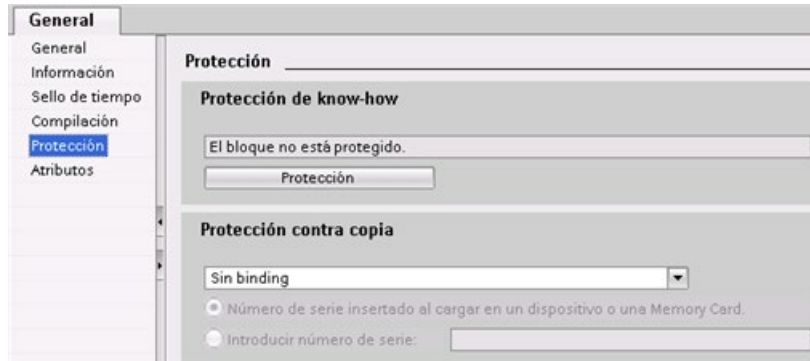 General
General
Información
Sello de tiempo
Compilación
Protección
Atributos
Protección
Protección de know-how
El bloque no está protegido.
Protección
Protección contra copia
Sin binding
Número de serie insertado al cargar en un dispositivo o una Memory Card.
Introducir número de serie: